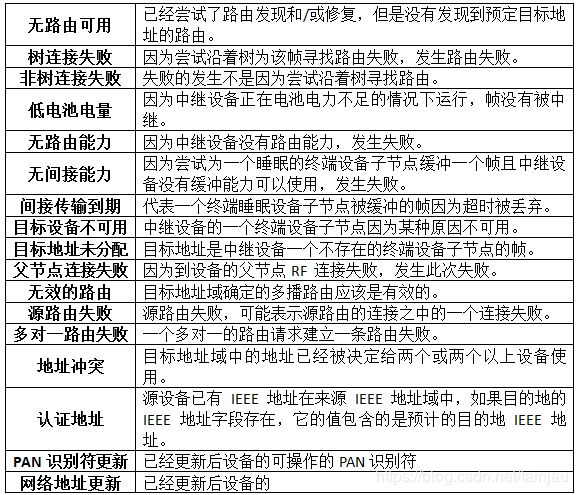 无路由可用 已经尝试了路由发现和/或修复，但是没有发现到预定目标地
址的路由。
树连接失败 因为尝试沿着树为该帧寻找路由失败，发生路由失败。
非树连接失败 失败的发生不是因为尝试沿着树寻找路由。
低电池电量 因为中继设备正在电池电力不足的情况下运行，帧没有被中
继。
无路由能力 因为中继设备没有路由能力，发生失败。
无间接能力 因为尝试为一个睡眠的终端设备子节点缓冲一个帧且中继设
备没有缓冲能力可以使用，发生失败。
间接传输到期 代表一个终端睡眠设备子节点被缓冲的帧因为超时被丢弃。
目标设备不可用 中继设备的一个终端设备子节点因为某种原因不可用。
目标地址未分配 目标地址是中继设备一个不存在的终端设备子节点的帧。
父节点连接失败 因为到设备的父节点 RF 连接失败，发生此次失败。
无效的路由 目标地址域确定的多播路由应该是有效的。
源路由失败 源路由失败，可能表示源路由的连接之中的一个连接失败。
多对一路由失败 一个多对一的路由请求建立一条路由失败。
地址冲突 目标地址域中的地址已经被决定给两个或两个以上设备使
用。
认证地址 源设备已有 IEEE 地址在来源 IEEE 地址域中，如果目的地的
IEEE 地址字段存在，它的值包含的是预计的目的地 IEEE 地
址。
PAN 识别符更新 已经更新后设备的可操作的 PAN 识别符
网络地址更新 已经更新后设备的
https://blog.csdn.net/tainjau